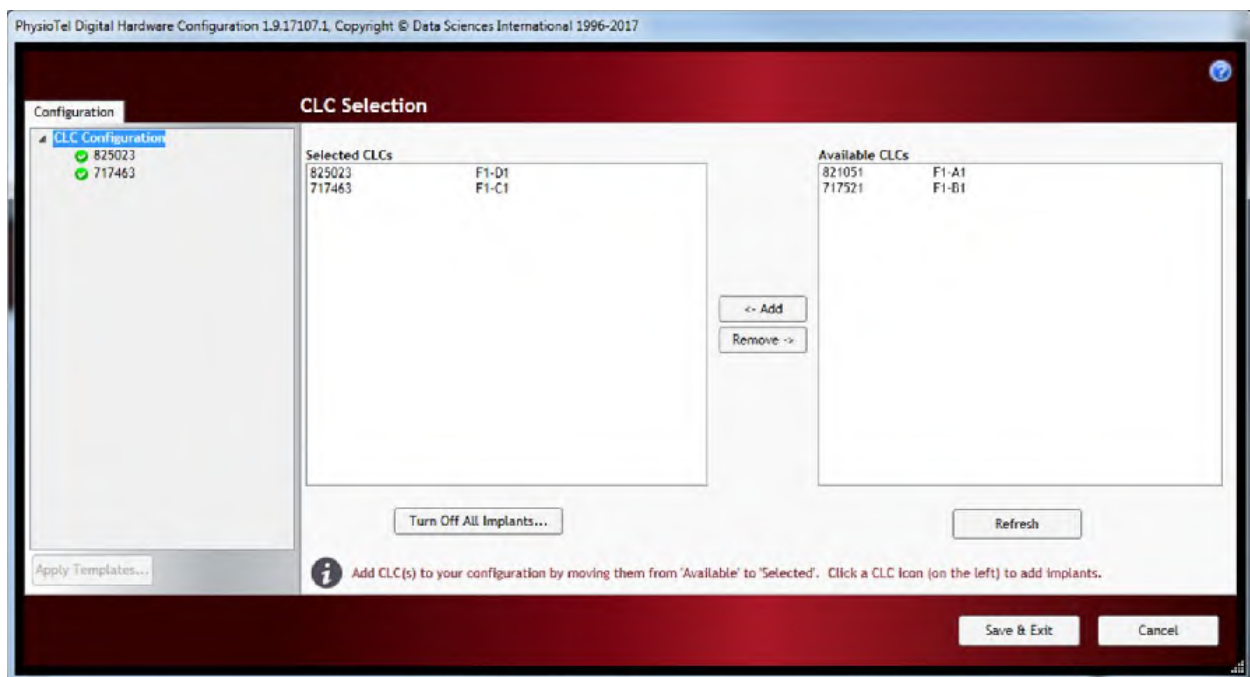 PhysioTel Digital Hardware Configuration 1.9.17107.1, Copyright © Data Sciences International 1996-2017
CLC Selection
Configuration
CLC Configuration
825023
717463
Selected CLCs
825023 F1-D1
717463 F1-C1
Available CLCs
821051 F1-A1
717521 F1-B1
<- Add
Remove ->
Turn Off All Implants...
Refresh
Apply Templates...
Add CLC(s) to your configuration by moving them from 'Available' to 'Selected'. Click a CLC icon (on the left) to add implants.
Save & Exit
Cancel